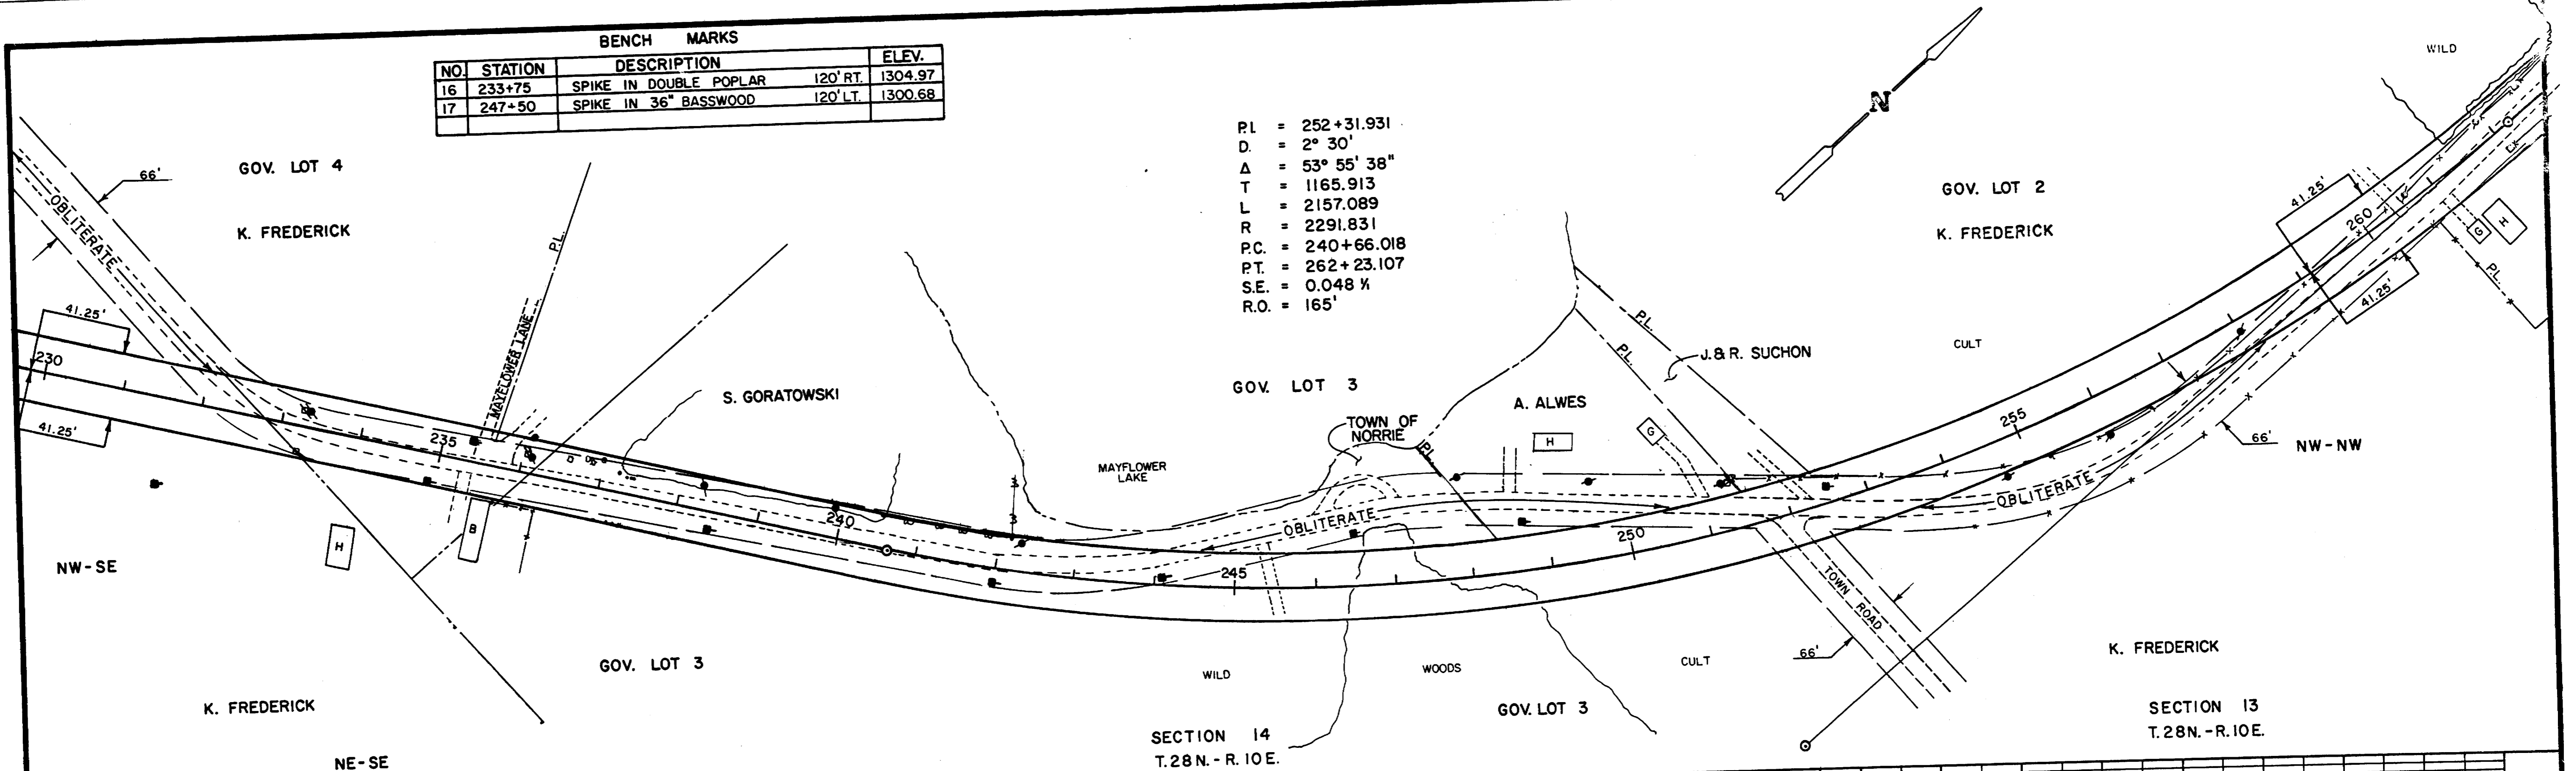 BENCH MARKS
NO. STATION DESCRIPTION ELEV.
16 233+75 SPIKE IN DOUBLE POPLAR 120' RT. 1304.97
17 247+50 SPIKE IN 36" BASSWOOD 120' LT. 1300.68
P.I. = 252+31.931
D. = 2° 30'
Δ = 53° 55' 38"
T = 1165.913
L = 2157.089
R = 2291.831
P.C. = 240+66.018
P.T. = 262+23.107
S.E. = 0.048 1/1
R.O. = 165'
N
WILD
GOV. LOT 4
K. FREDERICK
66'
OBLITERATE
P.L.
MAYFLOWER LANE
41.25'
230
41.25'
235
S. GORATOWSKI
240
MAYFLOWER
LAKE
GOV. LOT 3
TOWN OF
NORRIE
P.L.
A. ALWES
H
G
P.L.
P.L.
J. & R. SUCHON
GOV. LOT 2
K. FREDERICK
CULT
41.25'
260
41.25'
G
H
P.L.
255
66'
NW-NW
OBLITERATE
OBLITERATE
245
250
TOWN ROAD
66'
NW-SE
H
B
GOV. LOT 3
K. FREDERICK
NE-SE
WILD
WOODS
CULT
GOV. LOT 3
SECTION 14
T. 28 N. - R. 10 E.
K. FREDERICK
SECTION 13
T. 28 N. - R. 10 E.